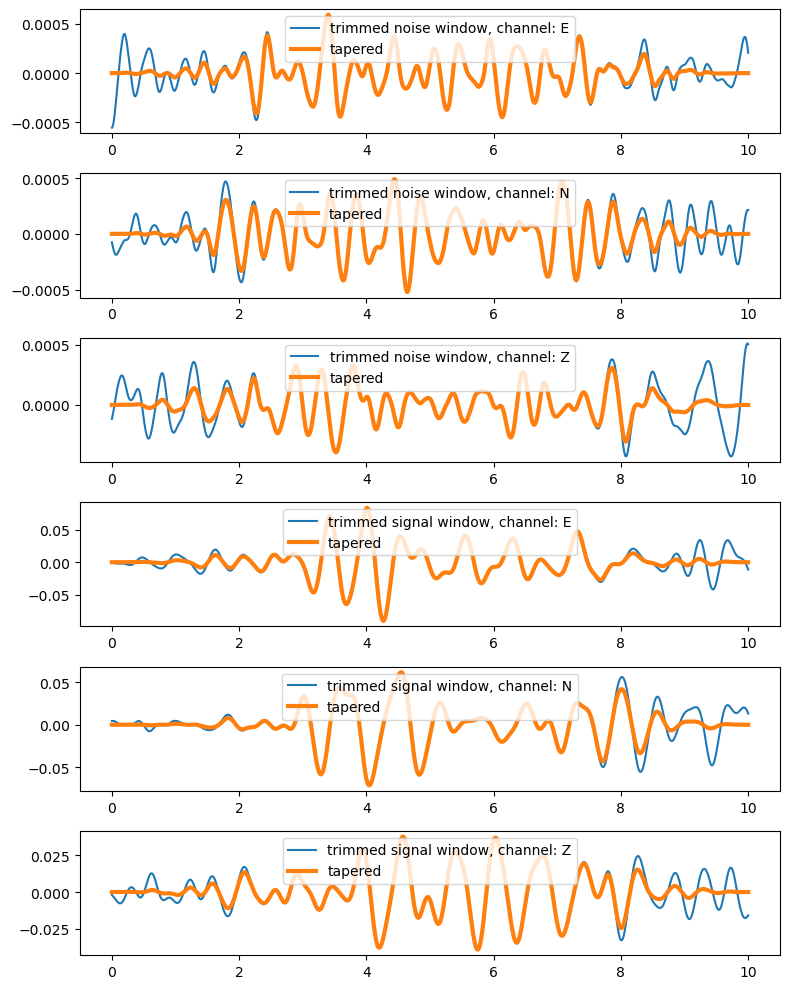 trimmed noise window, channel: E
tapered
0.0005
0.0000
−0.0005
0 2 4 6 8 10
trimmed noise window, channel: N
tapered
0.0005
0.0000
−0.0005
0 2 4 6 8 10
trimmed noise window, channel: Z
tapered
0.0005
0.0000
0 2 4 6 8 10
trimmed signal window, channel: E
tapered
0.05
0.00
−0.05
0 2 4 6 8 10
trimmed signal window, channel: N
tapered
0.05
0.00
−0.05
0 2 4 6 8 10
trimmed signal window, channel: Z
tapered
0.025
0.000
−0.025
0 2 4 6 8 10